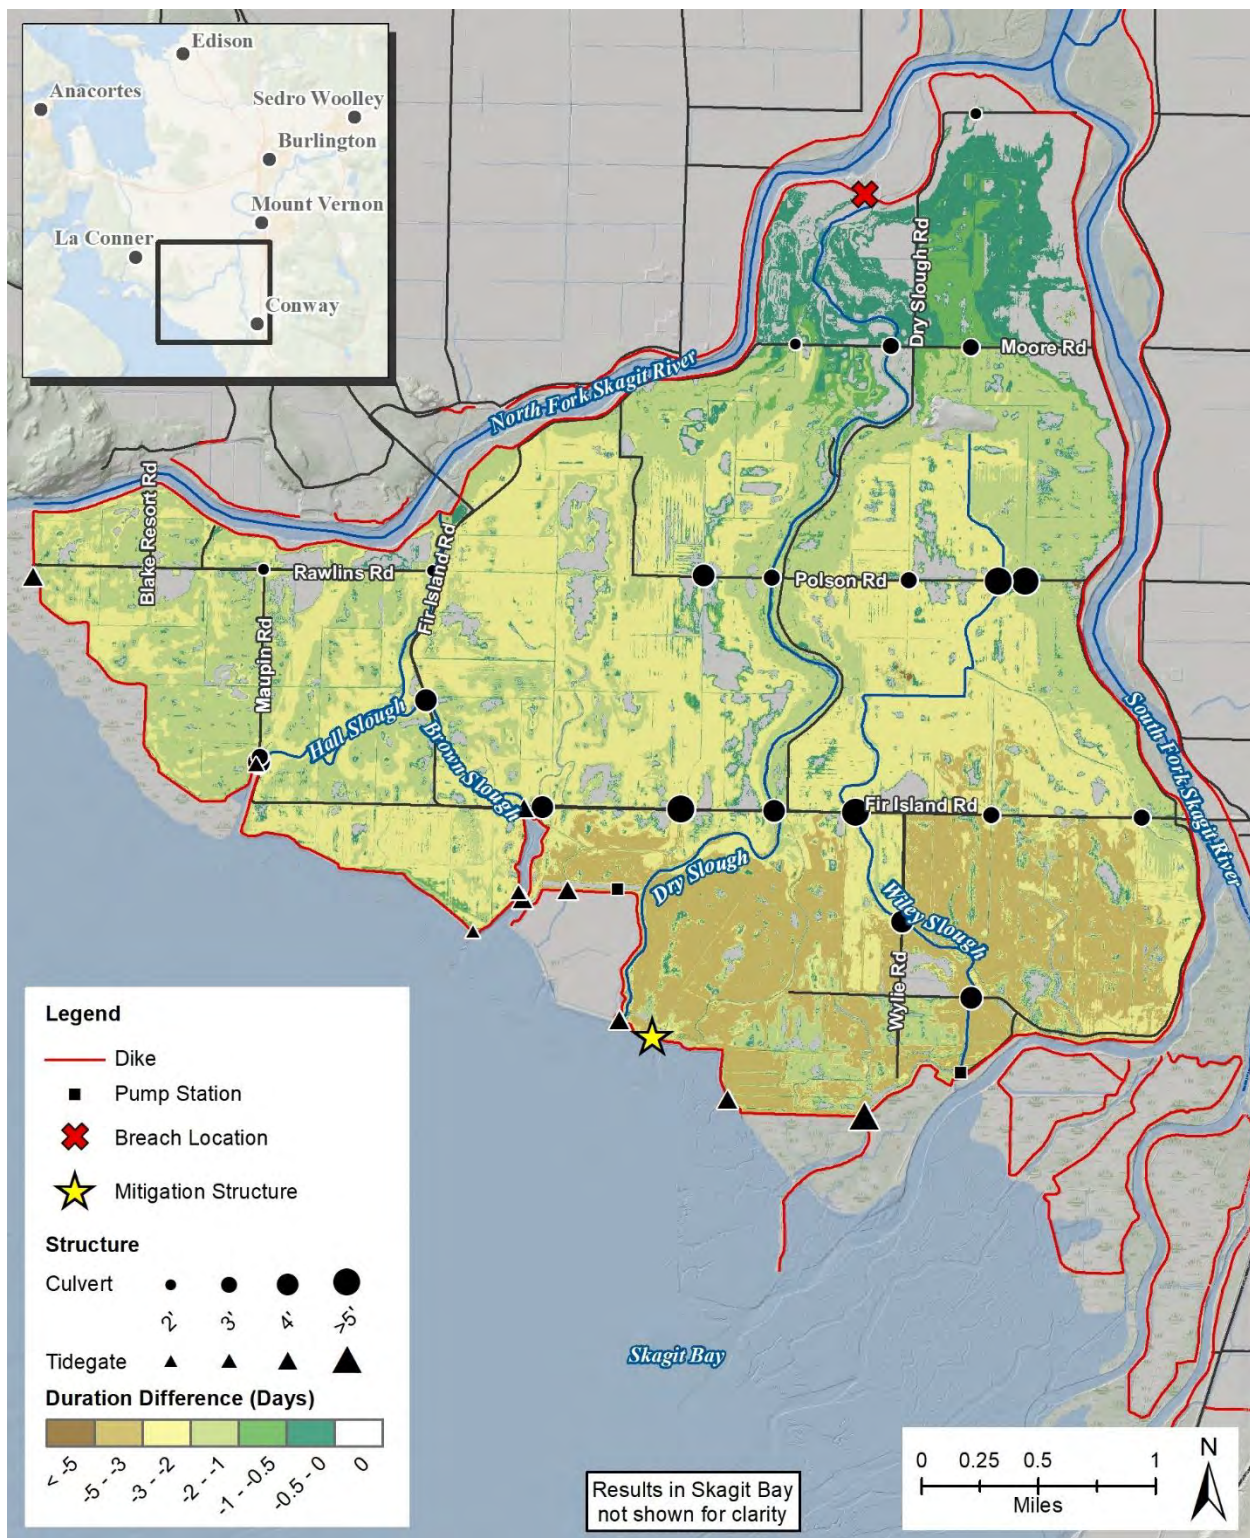 Edison
Anacortes
Sedro Woolley
Burlington
Mount Vernon
La Conner
Conway
Dry Slough Rd
Moore Rd
North Fork Skagit River
Blake Resort Rd
Rawlins Rd
Fir Island Rd
Polson Rd
Maupin Rd
Hall Slough
Brown Slough
South Fork Skagit River
Fir Island Rd
Dry Slough
Wiley Slough
Wylie Rd
Legend
Dike
Pump Station
Breach Location
Mitigation Structure
Structure
Culvert
2' 3' 4' >5'
Tidegate
Duration Difference (Days)
< -5 -5 - -3 -3 - -2 -2 - -1 -1 - -0.5 -0.5 - 0 0
Skagit Bay
Results in Skagit Bay
not shown for clarity
0 0.25 0.5 1
Miles
N